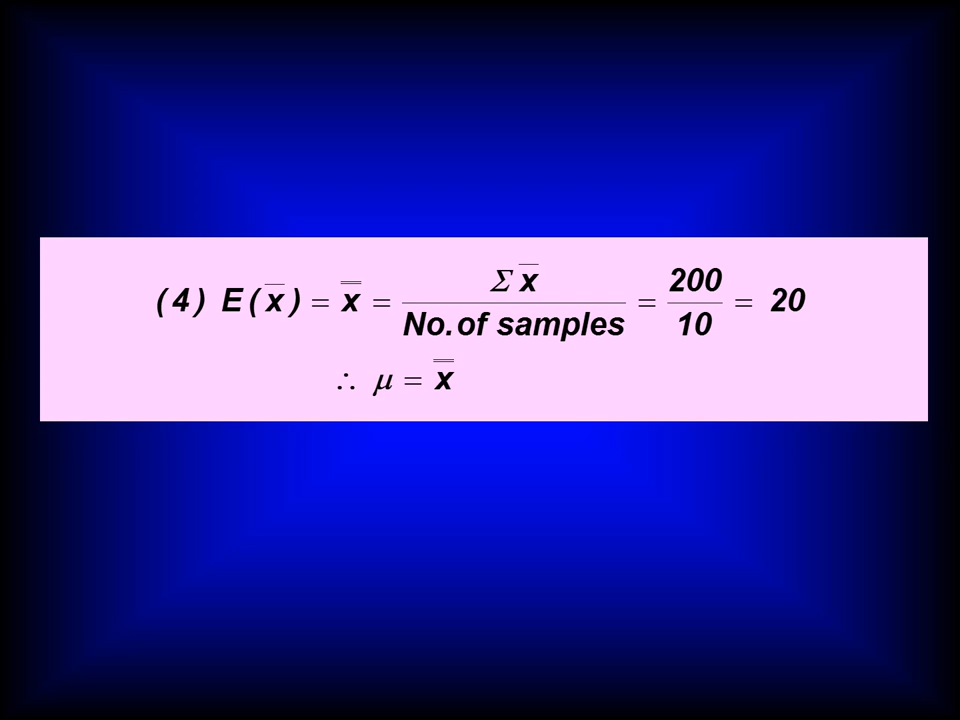 (4) E(x̅) = x̿ = Σx̅ / No. of samples = 200 / 10 = 20
∴ μ = x̿